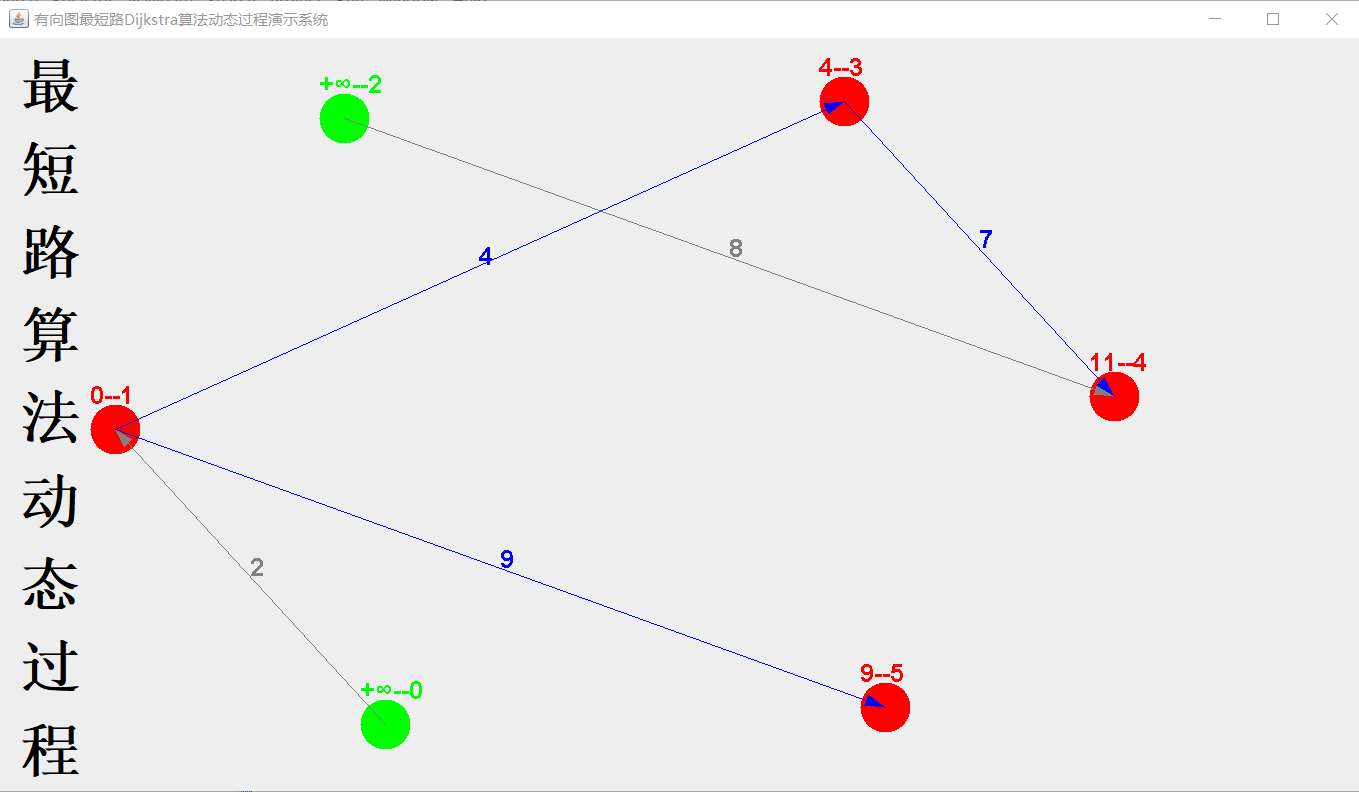 有向图最短路Dijkstra算法动态过程演示系统
最
短
路
算
法
动
态
过
程
+∞--2
4--3
8
7
4
11--4
0--1
9
2
9--5
+∞--0